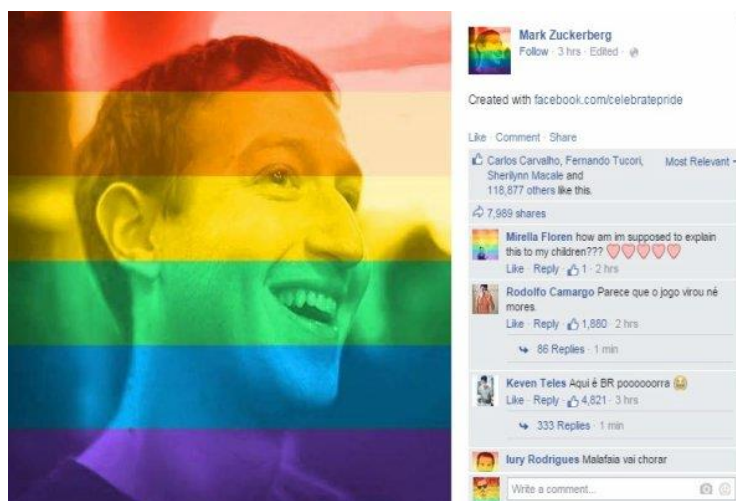 Mark Zuckerberg
Follow · 3 hrs · Edited ·
Created with facebook.com/celebratepride
Like · Comment · Share
Carlos Carvalho, Fernando Tucori, Most Relevant
Sherilynn Macale and
118,877 others like this.
7,989 shares
Mirella Floren how am im supposed to explain
this to my children???
Like · Reply · 1 · 2 hrs
Rodolfo Camargo Parece que o jogo virou né
mores.
Like · Reply · 1,880 · 2 hrs
86 Replies · 1 min
Keven Teles Aqui é BR poooooorra
Like · Reply · 4,821 · 3 hrs
333 Replies · 1 min
Iury Rodrigues Malafaia vai chorar
Write a comment...